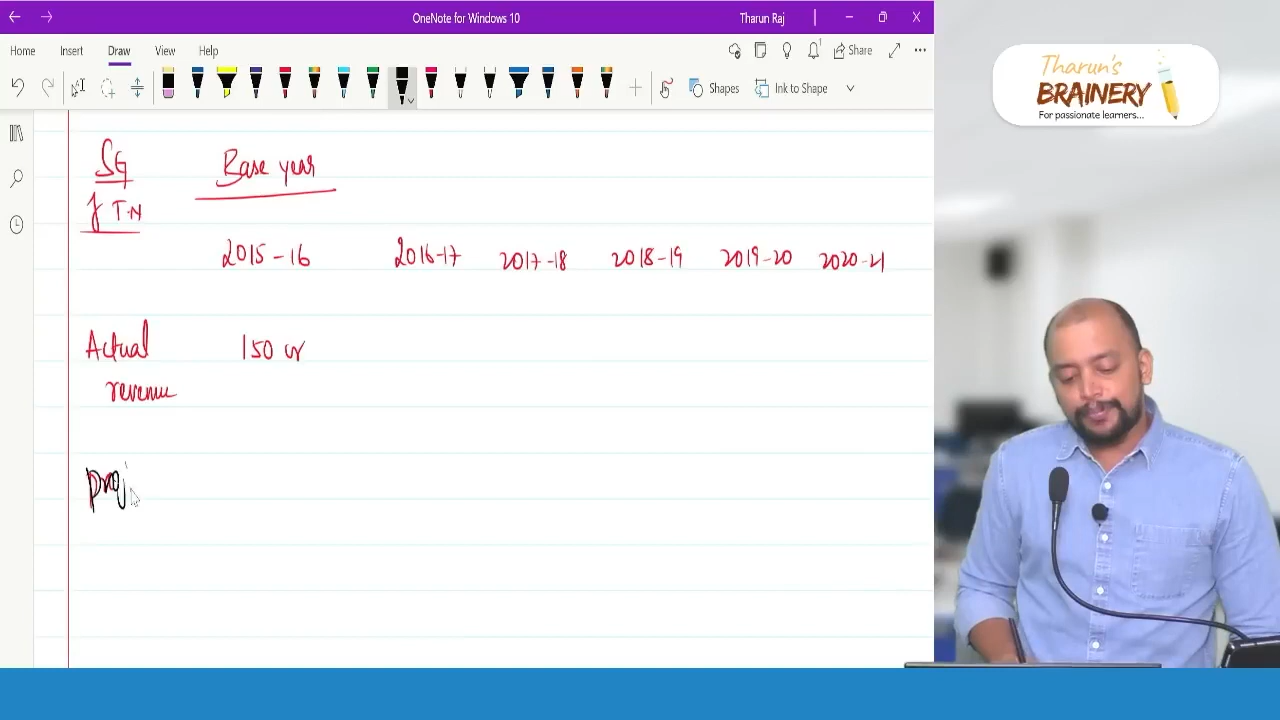 OneNote for Windows 10
Tharun Raj
Home Insert Draw View Help
Share
Shapes
Ink to Shape
Tharun's
BRAINERY
For passionate learners...
SG Base year
of T.N
2015-16 2016-17 2017-18 2018-19 2019-20 2020-21
Actual 150 cr
revenue
proj